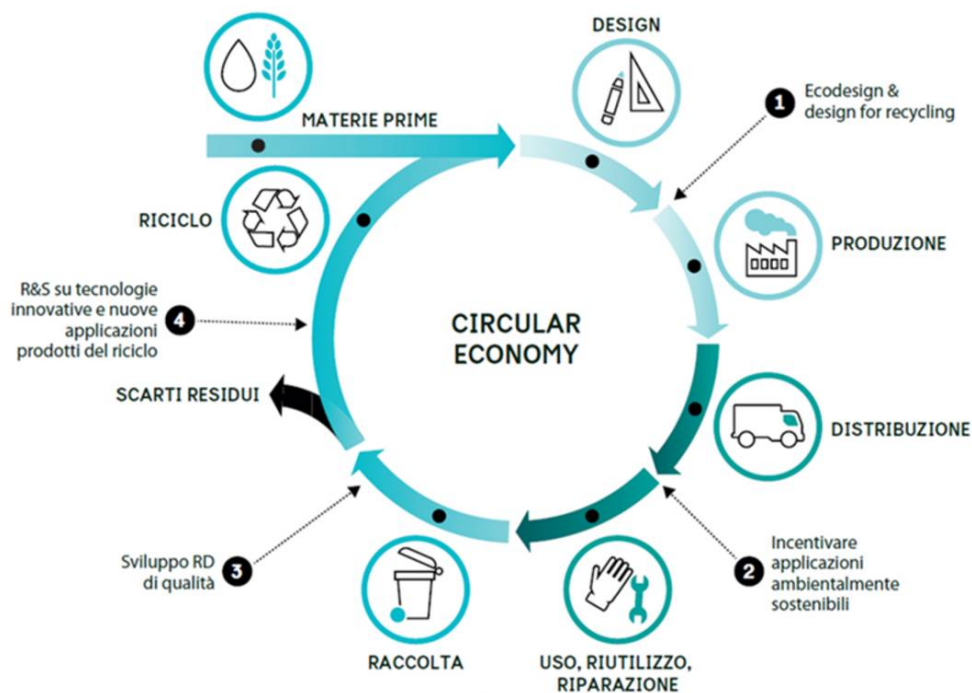 DESIGN
MATERIE PRIME
1
Ecodesign &
design for recycling
RICICLO
PRODUZIONE
R&S su tecnologie
innovative e nuove
applicazioni
prodotti del riciclo
4
CIRCULAR
ECONOMY
SCARTI RESIDUI
DISTRIBUZIONE
Sviluppo RD
di qualità
3
2
Incentivare
applicazioni
ambientalmente
sostenibili
RACCOLTA
USO, RIUTILIZZO,
RIPARAZIONE